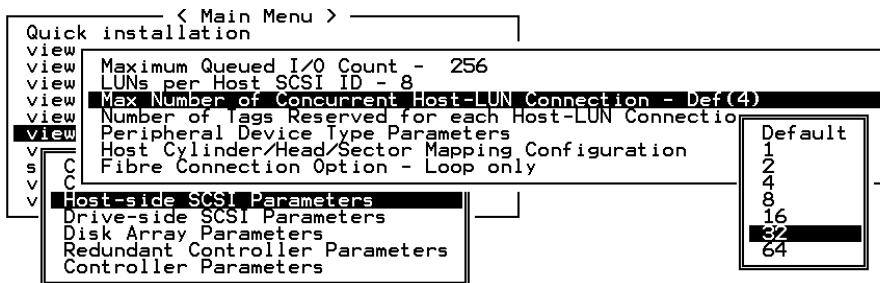 < Main Menu >
Quick installation
view
view
view
view
view
view
v
s
v
v
Maximum Queued I/O Count - 256
LUNs per Host SCSI ID - 8
Max Number of Concurrent Host-LUN Connection - Def(4)
Number of Tags Reserved for each Host-LUN Connectio
Peripheral Device Type Parameters
Host Cylinder/Head/Sector Mapping Configuration
Fibre Connection Option - Loop only
C
C
Host-side SCSI Parameters
Drive-side SCSI Parameters
Disk Array Parameters
Redundant Controller Parameters
Controller Parameters
Default
1
2
4
8
16
32
64